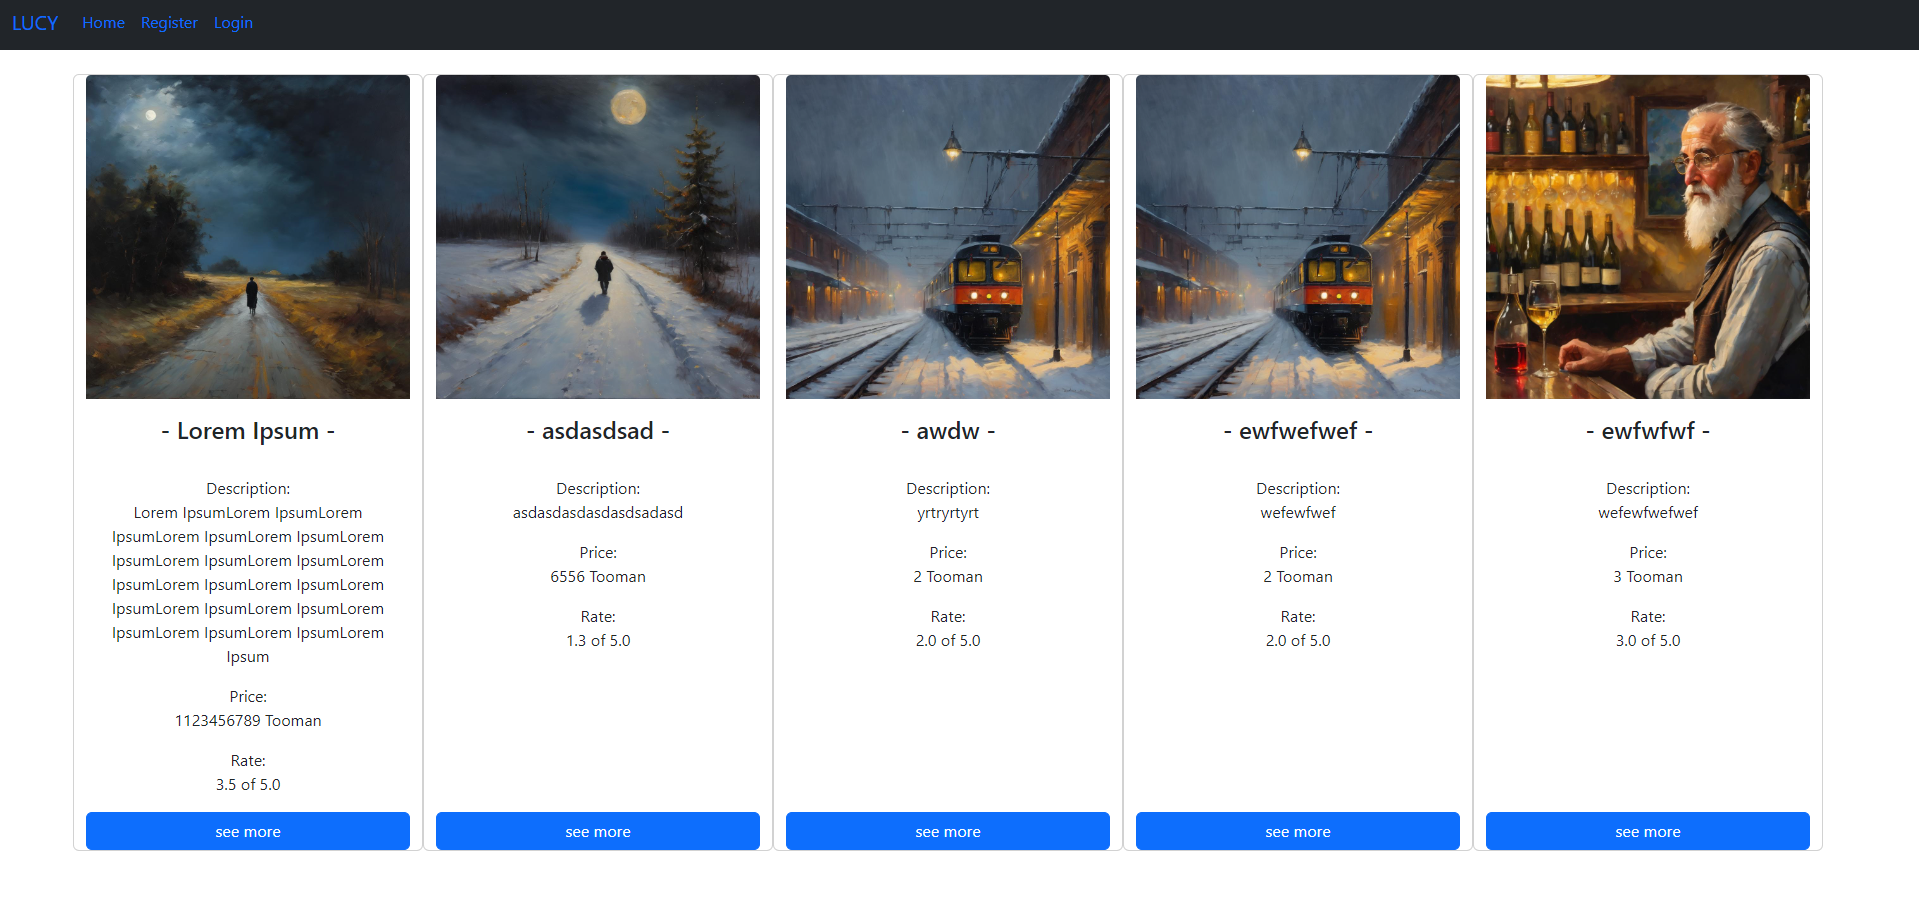 LUCY Home Register Login
- Lorem Ipsum -
Description:
Lorem IpsumLorem IpsumLorem
IpsumLorem IpsumLorem IpsumLorem
IpsumLorem IpsumLorem IpsumLorem
IpsumLorem IpsumLorem IpsumLorem
IpsumLorem IpsumLorem IpsumLorem
IpsumLorem IpsumLorem IpsumLorem
Ipsum
Price:
1123456789 Tooman
Rate:
3.5 of 5.0
see more
- asdasdsad -
Description:
asdasdasdasdasdsadasd
Price:
6556 Tooman
Rate:
1.3 of 5.0
see more
- awdw -
Description:
yrtryrtyrt
Price:
2 Tooman
Rate:
2.0 of 5.0
see more
- ewfwefwef -
Description:
wefewfwef
Price:
2 Tooman
Rate:
2.0 of 5.0
see more
- ewfwfwf -
Description:
wefewfwefwef
Price:
3 Tooman
Rate:
3.0 of 5.0
see more